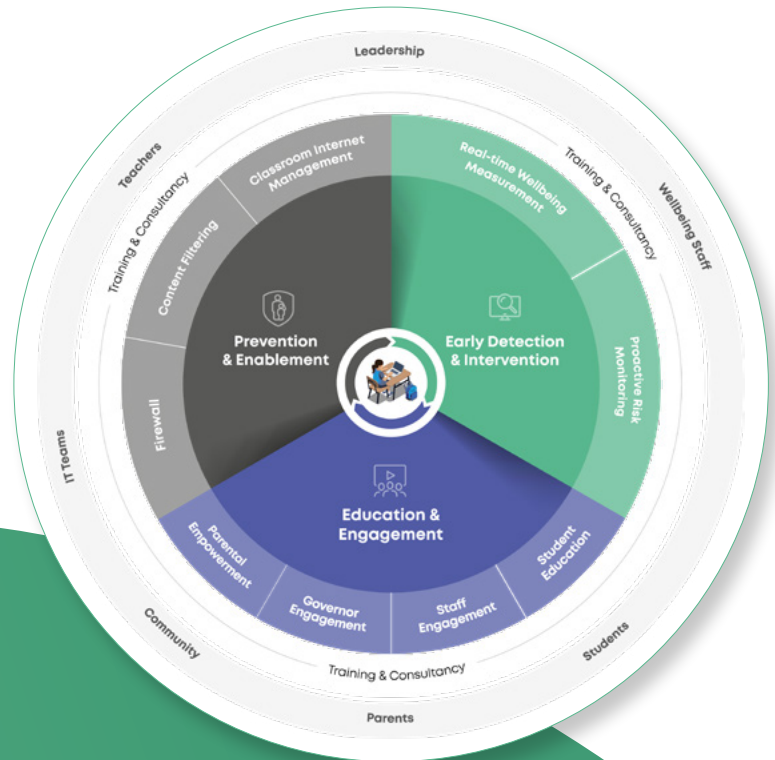 Leadership
Teachers
Wellbeing Staff
IT Teams
Community
Students
Parents
Training & Consultancy
Training & Consultancy
Training & Consultancy
Classroom Internet
Management
Content Filtering
Firewall
Real-time Wellbeing
Measurement
Proactive Risk
Monitoring
Prevention
& Enablement
Early Detection
& Intervention
Education &
Engagement
Parental
Empowerment
Governor
Engagement
Staff
Engagement
Student
Education